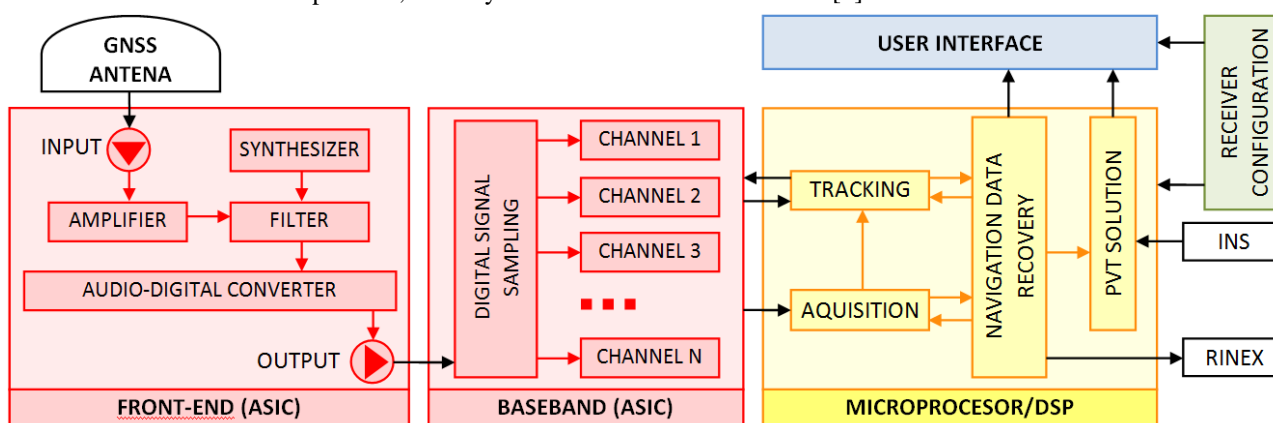 GNSS
ANTENA
INPUT
SYNTHESIZER
AMPLIFIER
FILTER
AUDIO-DIGITAL CONVERTER
OUTPUT
FRONT-END (ASIC)
DIGITAL SIGNAL
SAMPLING
CHANNEL 1
CHANNEL 2
CHANNEL 3
CHANNEL N
BASEBAND (ASIC)
USER INTERFACE
TRACKING
AQUISITION
NAVIGATION DATA
RECOVERY
PVT SOLUTION
MICROPROCESOR/DSP
RECEIVER
CONFIGURATION
INS
RINEX